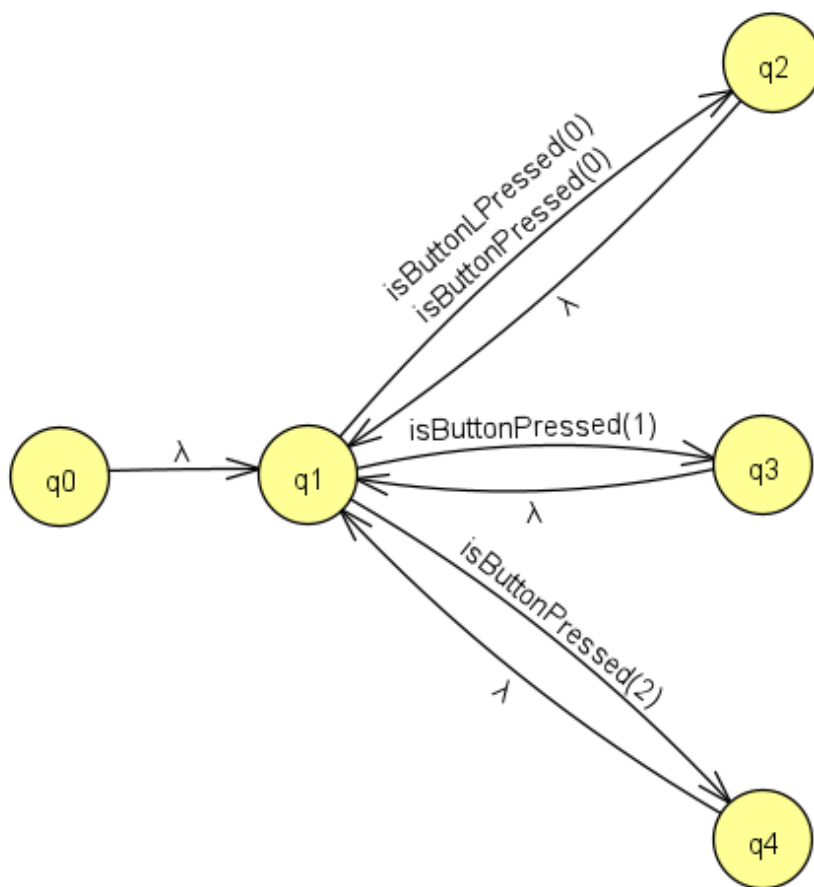 q2
isButtonLPressed(0)
isButtonPressed(0)
λ
isButtonPressed(1)
λ
q0
q1
q3
λ
isButtonPressed(2)
λ
q4